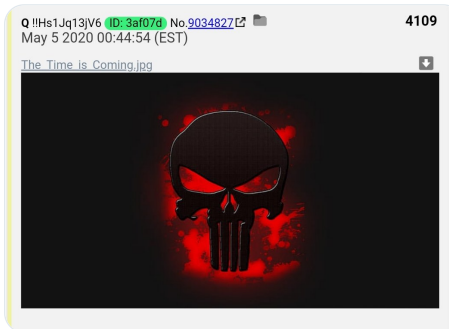 Q !!Hs1Jq13jV6 ID: 3af07d No.9034827 4109
May 5 2020 00:44:54 (EST)
The_Time_is_Coming.jpg